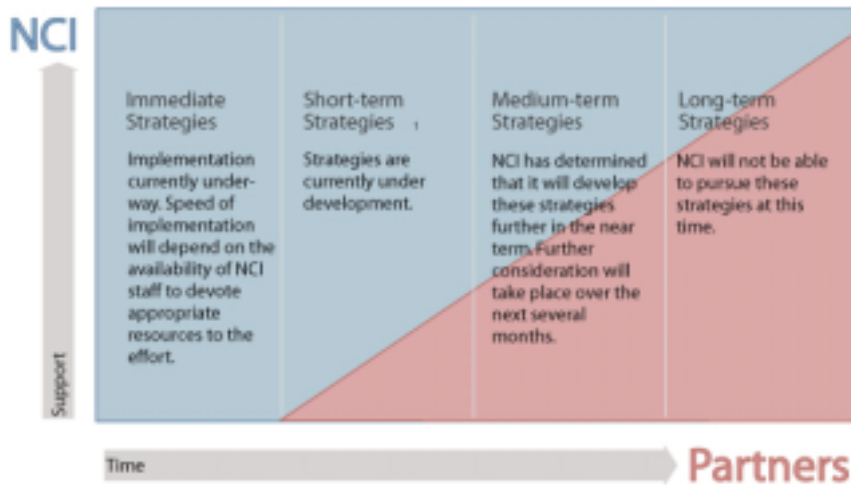 NCI
Immediate
Strategies
Implementation
currently under-
way. Speed of
implementation
will depend on the
availability of NCI
staff to devote
appropriate
resources to the
effort.
Short-term
Strategies 1
Strategies are
currently under
development.
Medium-term
Strategies
NCI has determined
that it will develop
these strategies
further in the near
term. Further
consideration will
take place over the
next several
months.
Long-term
Strategies
NCI will not be able
to pursue these
strategies at this
time.
Support
Time
Partners